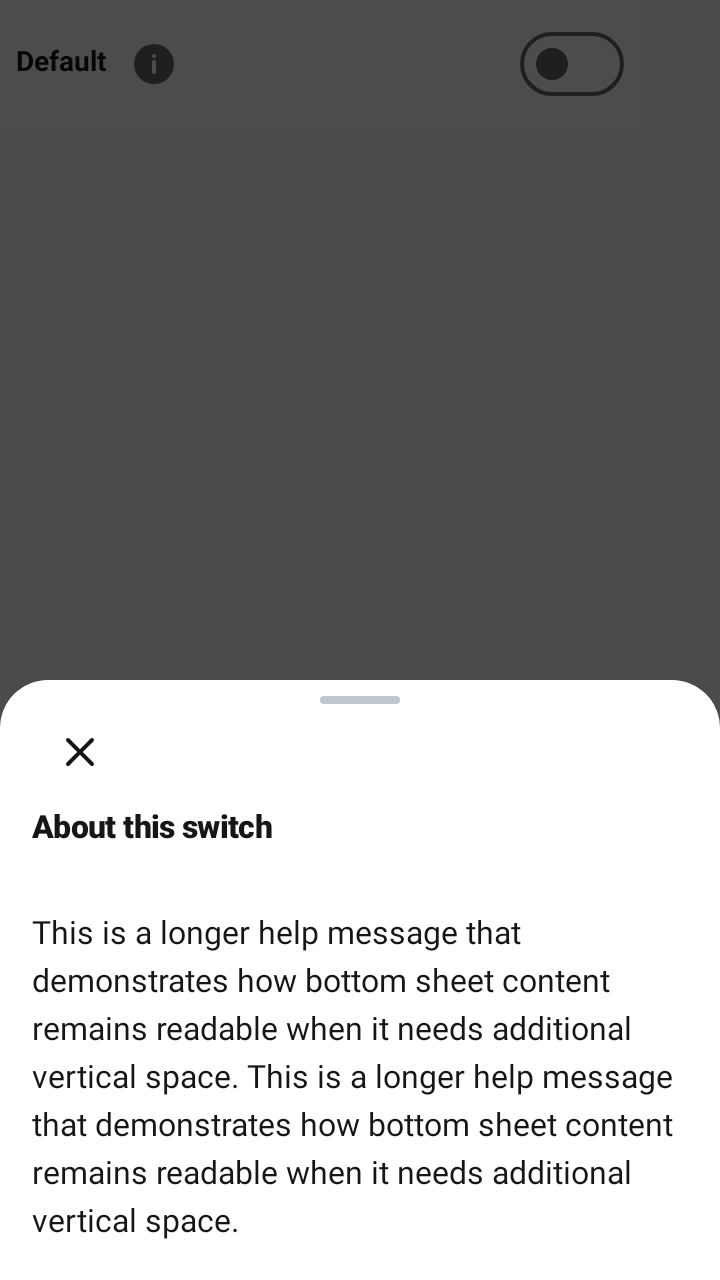 Default
About this switch
This is a longer help message that
demonstrates how bottom sheet content
remains readable when it needs additional
vertical space. This is a longer help message
that demonstrates how bottom sheet content
remains readable when it needs additional
vertical space.